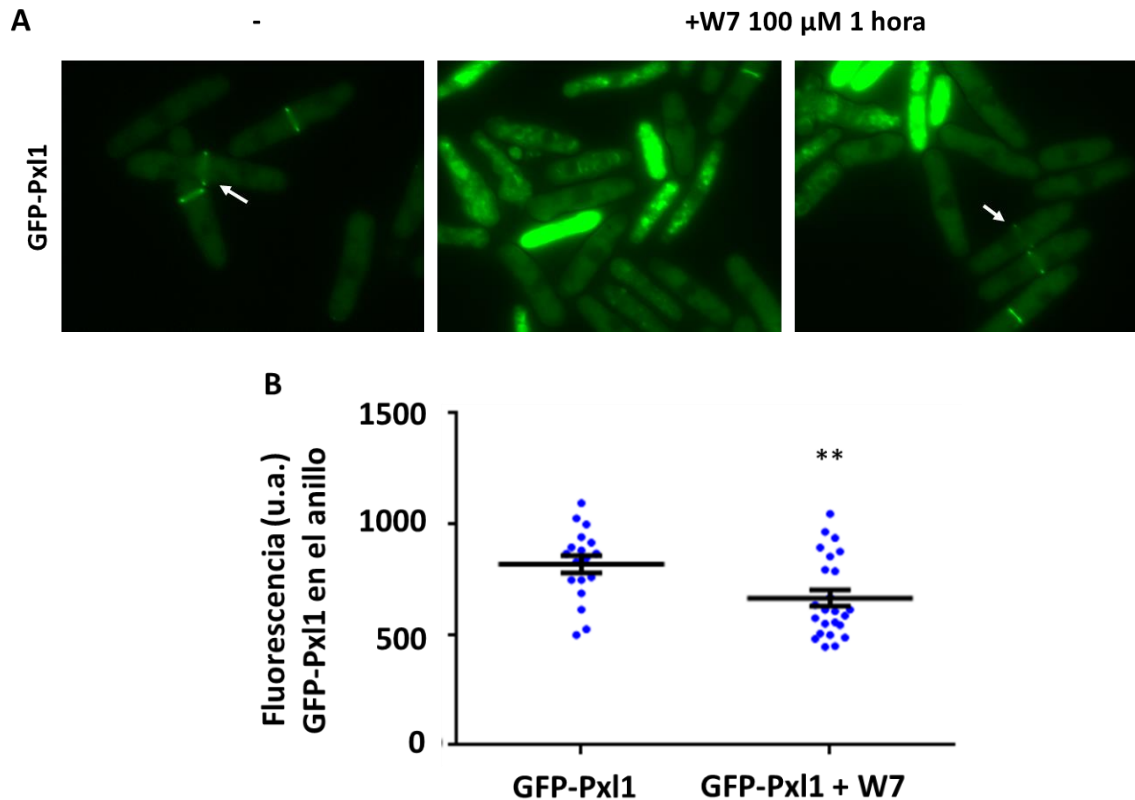 A
-
+W7 100 µM 1 hora
GFP-Pxl1
B
Fluorescencia (u.a.)
GFP-Pxl1 en el anillo
1500
1000
500
0
**
GFP-Pxl1
GFP-Pxl1 + W7